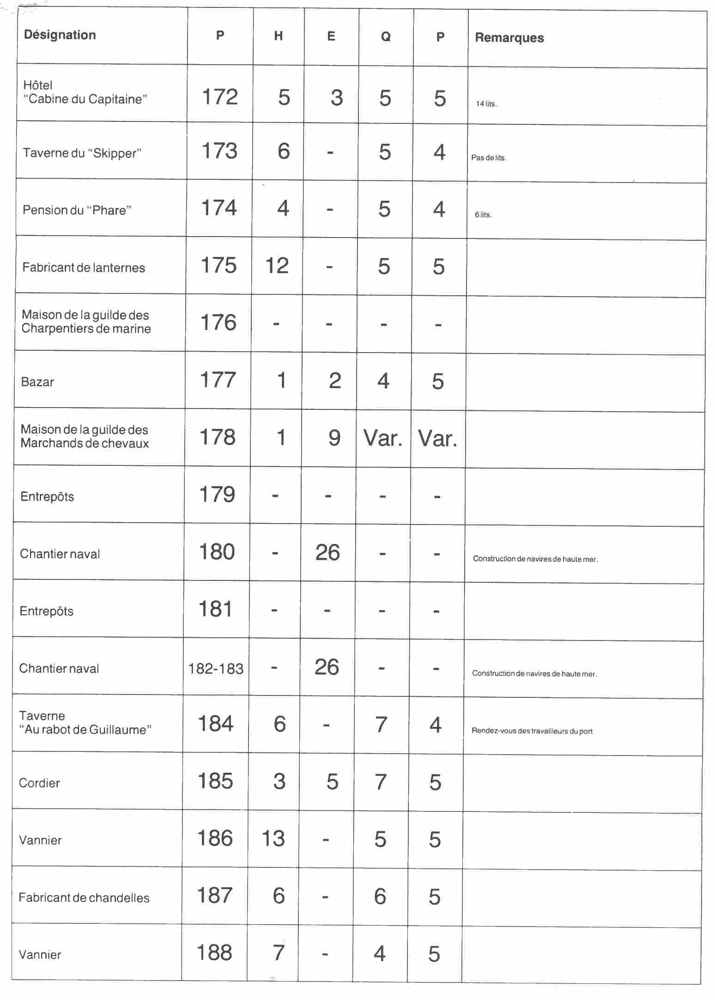 Désignation P H E Q P Remarques
Hôtel
“Cabine du Capitaine” 172 5 3 5 5 14 lits.
Taverne du “Skipper” 173 6 - 5 4 Pas de lits.
Pension du “Phare” 174 4 - 5 4 6 lits.
Fabricant de lanternes 175 12 - 5 5
Maison de la guilde des
Charpentiers de marine 176 - - - -
Bazar 177 1 2 4 5
Maison de la guilde des
Marchands de chevaux 178 1 9 Var. Var.
Entrepôts 179 - - - -
Chantier naval 180 - 26 - - Construction de navires de haute mer.
Entrepôts 181 - - - -
Chantier naval 182-183 - 26 - - Construction de navires de haute mer.
Taverne
“Au rabot de Guillaume” 184 6 - 7 4 Rendez-vous des travailleurs du port
Cordier 185 3 5 7 5
Vannier 186 13 - 5 5
Fabricant de chandelles 187 6 - 6 5
Vannier 188 7 - 4 5